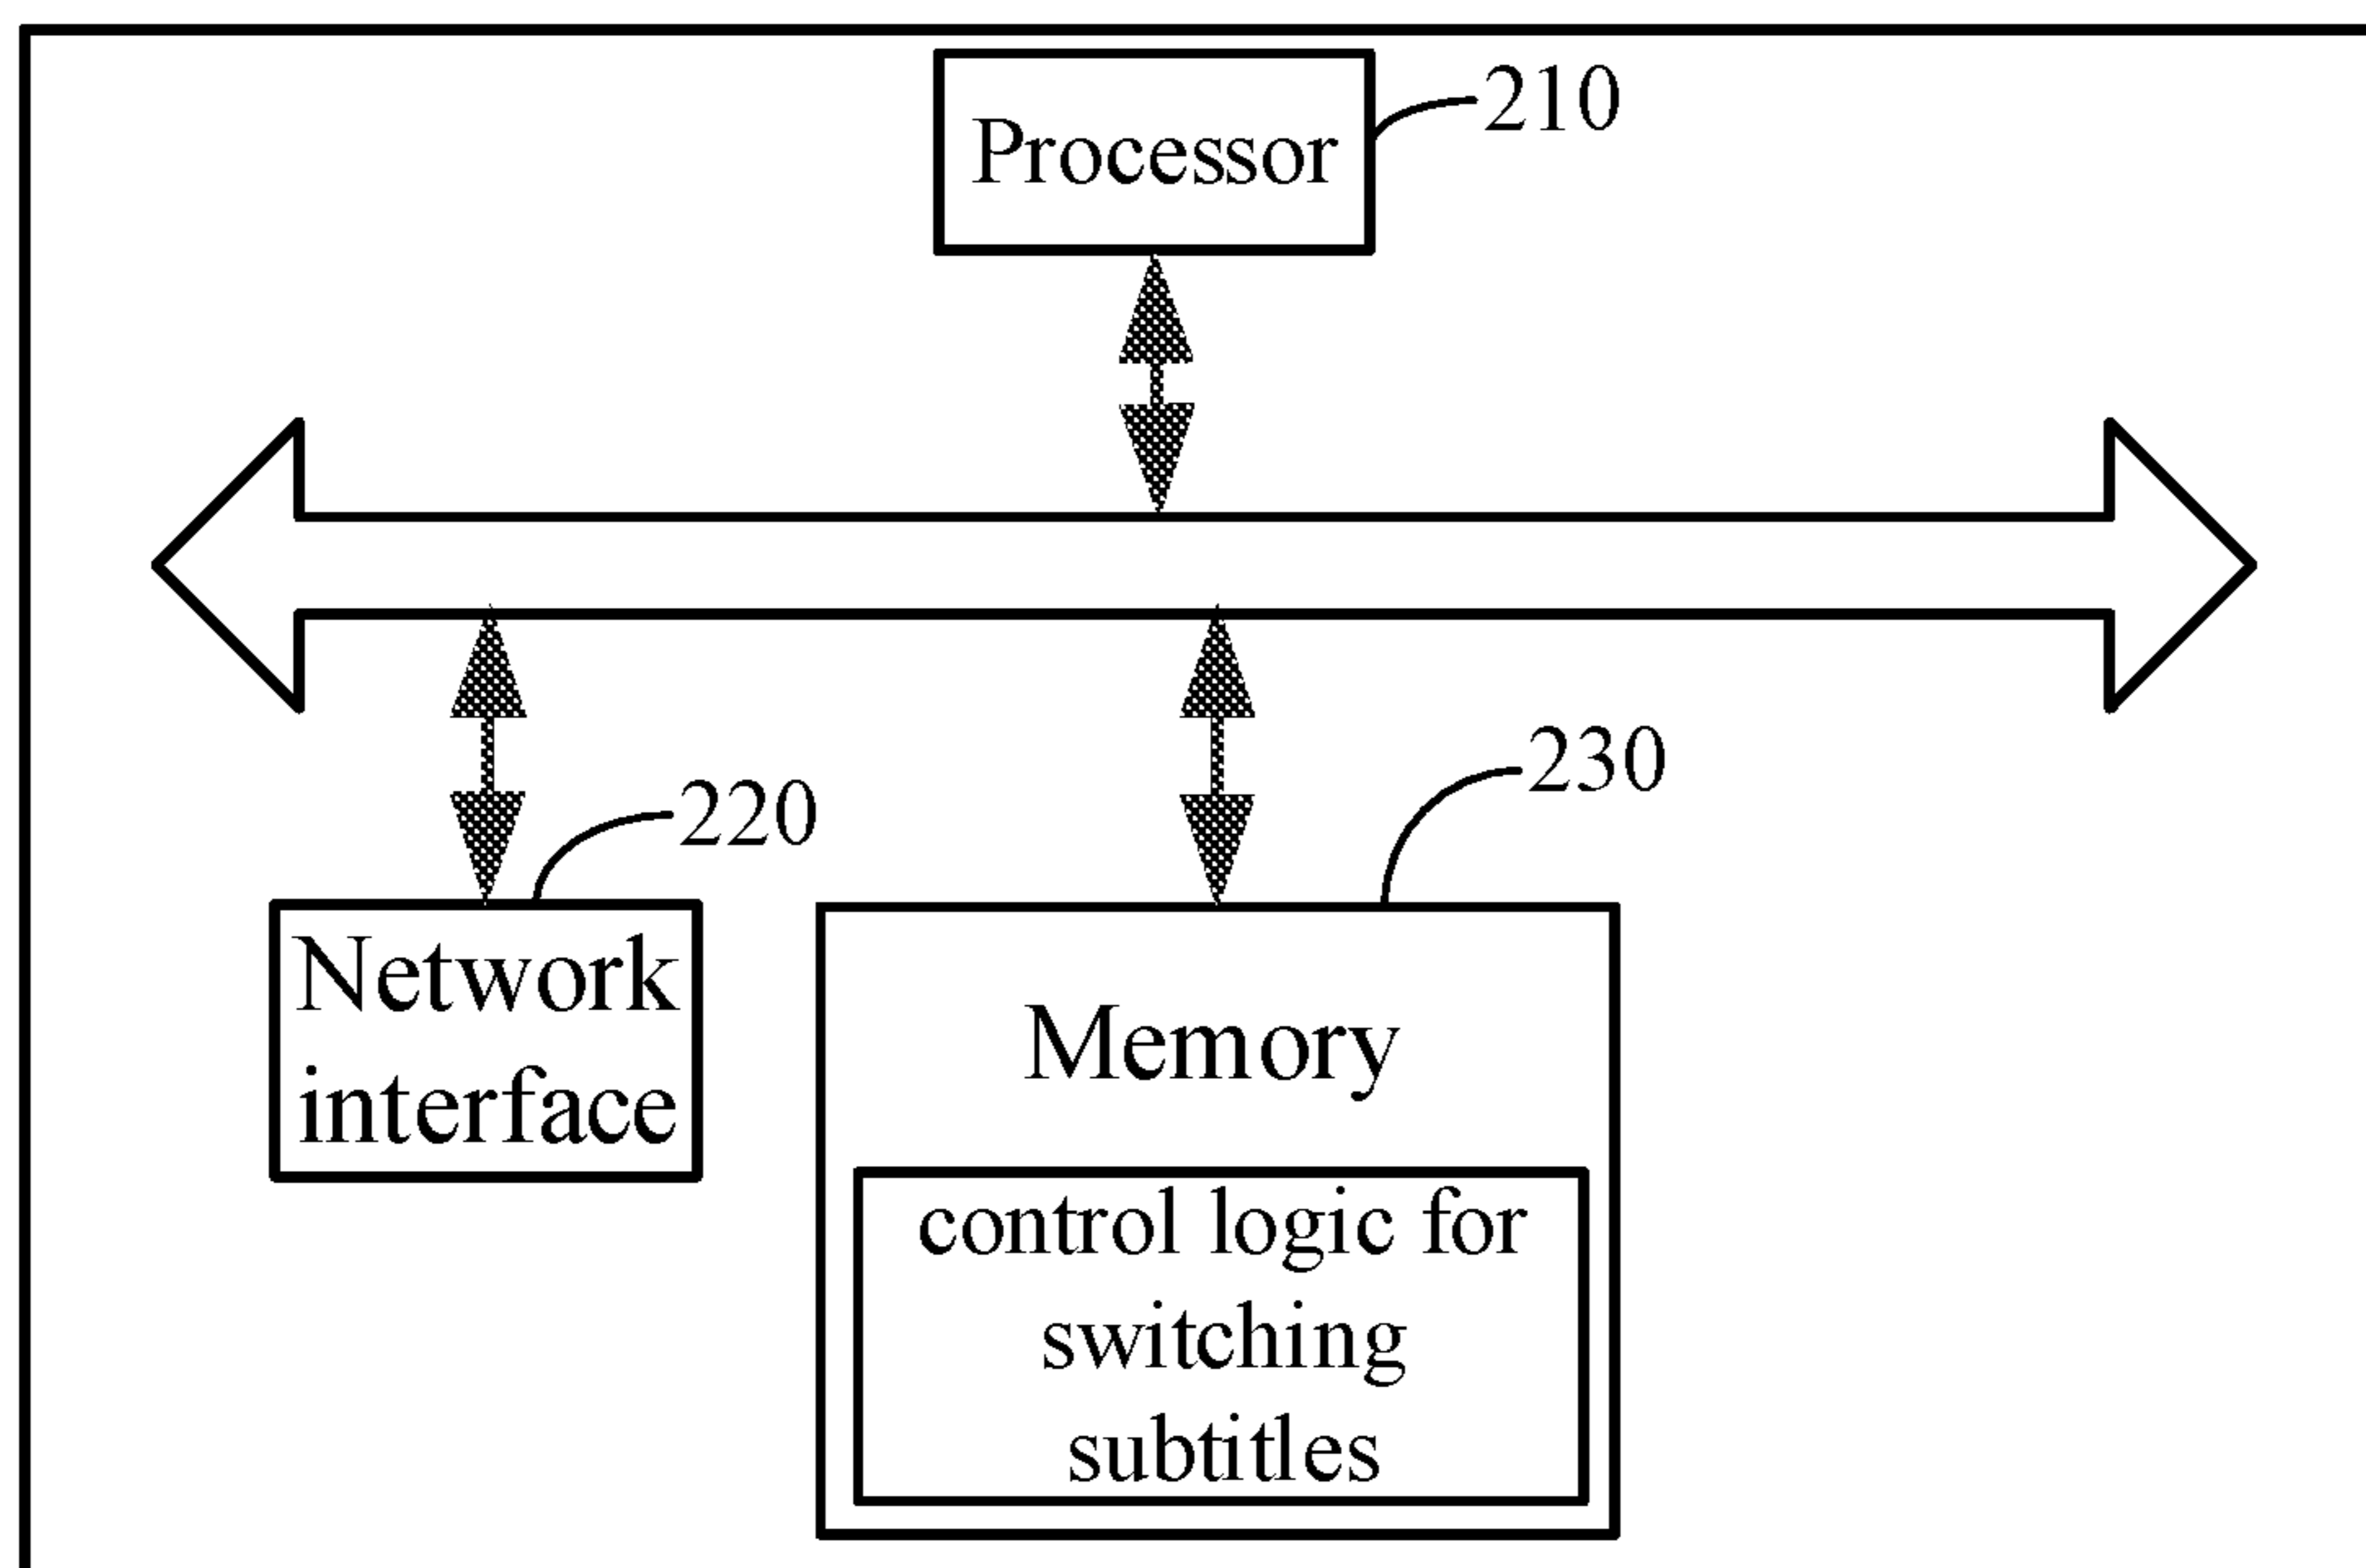 Processor
210
230
220
Network
interface
Memory
control logic for
switching
subtitles